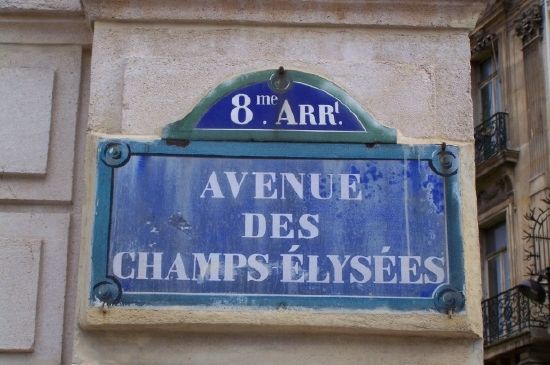 8me. ARRt.
AVENUE
DES
CHAMPS ÉLYSÉES